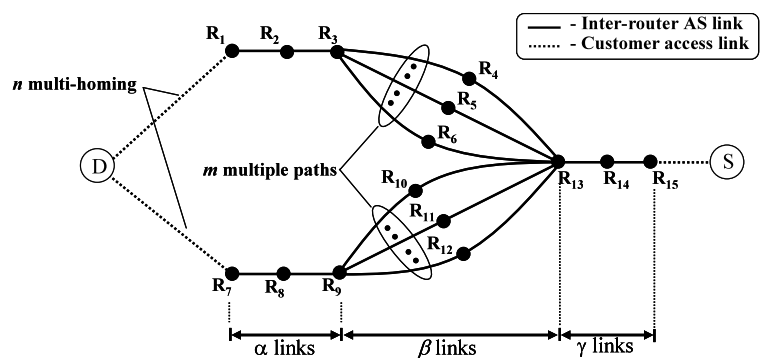 - Inter-router AS link
- Customer access link
R1 R2 R3
R4
n multi-homing
R5
R6
D
m multiple paths
S
R10
R13 R14 R15
R11
R12
R7 R8 R9
α links β links γ links